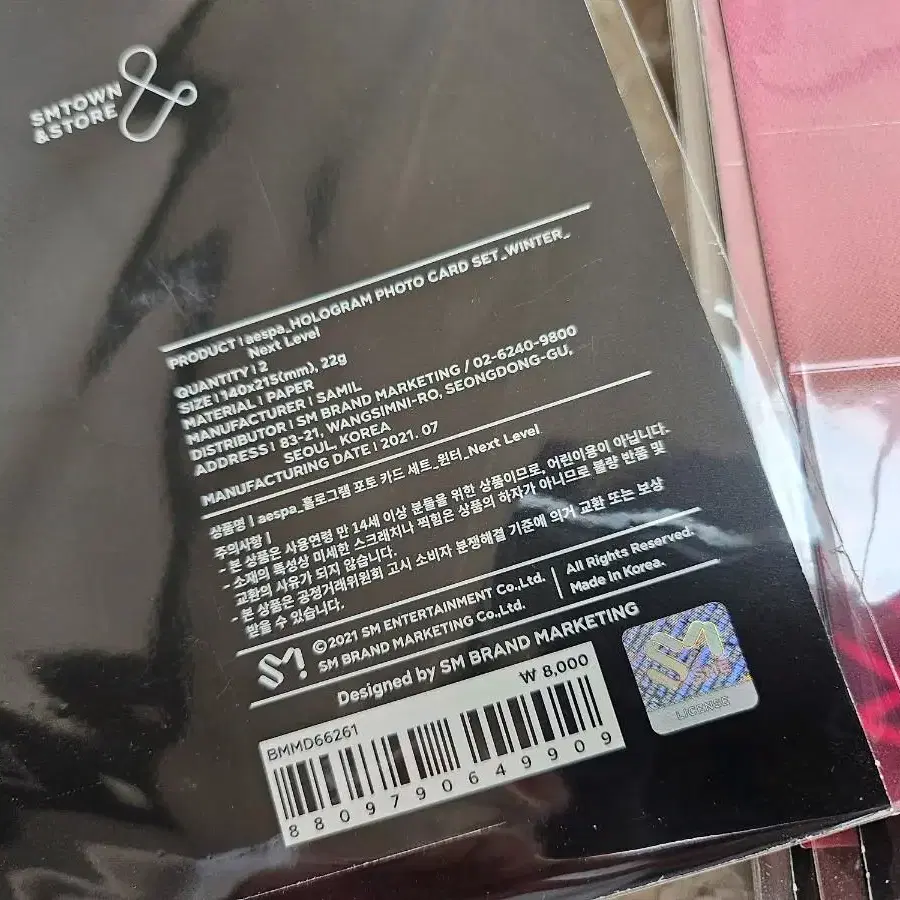 SMTOWN
&STORE
PRODUCT | aespa_HOLOGRAM PHOTO CARD SET_WINTER_
Next Level
QUANTITY | 2
SIZE | 140x215(mm), 22g
MATERIAL | PAPER
MANUFACTURER | SAMIL
DISTRIBUTOR | SM BRAND MARKETING / 02-6240-9800
ADDRESS | 83-21, WANGSIMNI-RO, SEONGDONG-GU,
SEOUL, KOREA
MANUFACTURING DATE | 2021. 07
상품명 | aespa_홀로그램 포토 카드 세트_윈터_Next Level
주의사항 |
- 본 상품은 사용연령 만 14세 이상 분들을 위한 상품이므로, 어린이용이 아닙니다.
- 소재의 특성상 미세한 스크래치나 찍힘은 상품의 하자가 아니므로 불량 반품 및
교환의 사유가 되지 않습니다.
- 본 상품은 공정거래위원회 고시 소비자 분쟁해결 기준에 의거 교환 또는 보상
받을 수 있습니다.
SM
©2021 SM ENTERTAINMENT Co.,Ltd.
SM BRAND MARKETING Co.,Ltd.
All Rights Reserved.
Made in Korea.
Designed by SM BRAND MARKETING
BMMD66261
₩ 8,000
8809790649909
SM
LICENSE